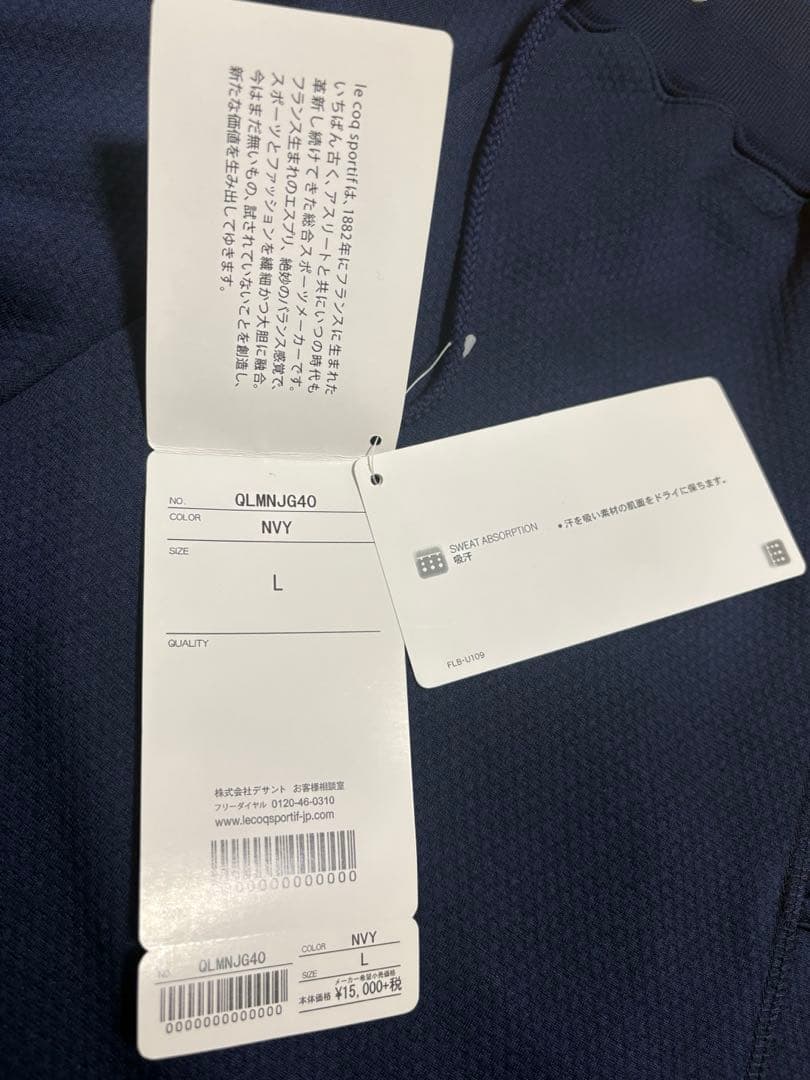 le coq sportifは、1882年にフランスに生まれた
いちばん古く、アスリートと共にいつの時代も
革新し続けてきた総合スポーツメーカーです。
フランス生まれのエスプリ、絶妙のバランス感覚で、
スポーツとファッションを繊細かつ大胆に融合。
今はまだ無いもの、試されていないことを創造し、
新たな価値を生み出してゆきます。
NO. QLMNJG40
COLOR NVY
SIZE
L
QUALITY
株式会社デサント お客様相談室
フリーダイヤル 0120-46-0310
www.lecoqsportif-jp.com
0000000000000
NO. QLMNJG40
0000000000000
COLOR NVY
SIZE L
メーカー希望小売価格
本体価格 ¥15,000+税
SWEAT ABSORPTION
吸汗
•汗を吸い素材の肌面をドライに保ちます。
FLB-U109